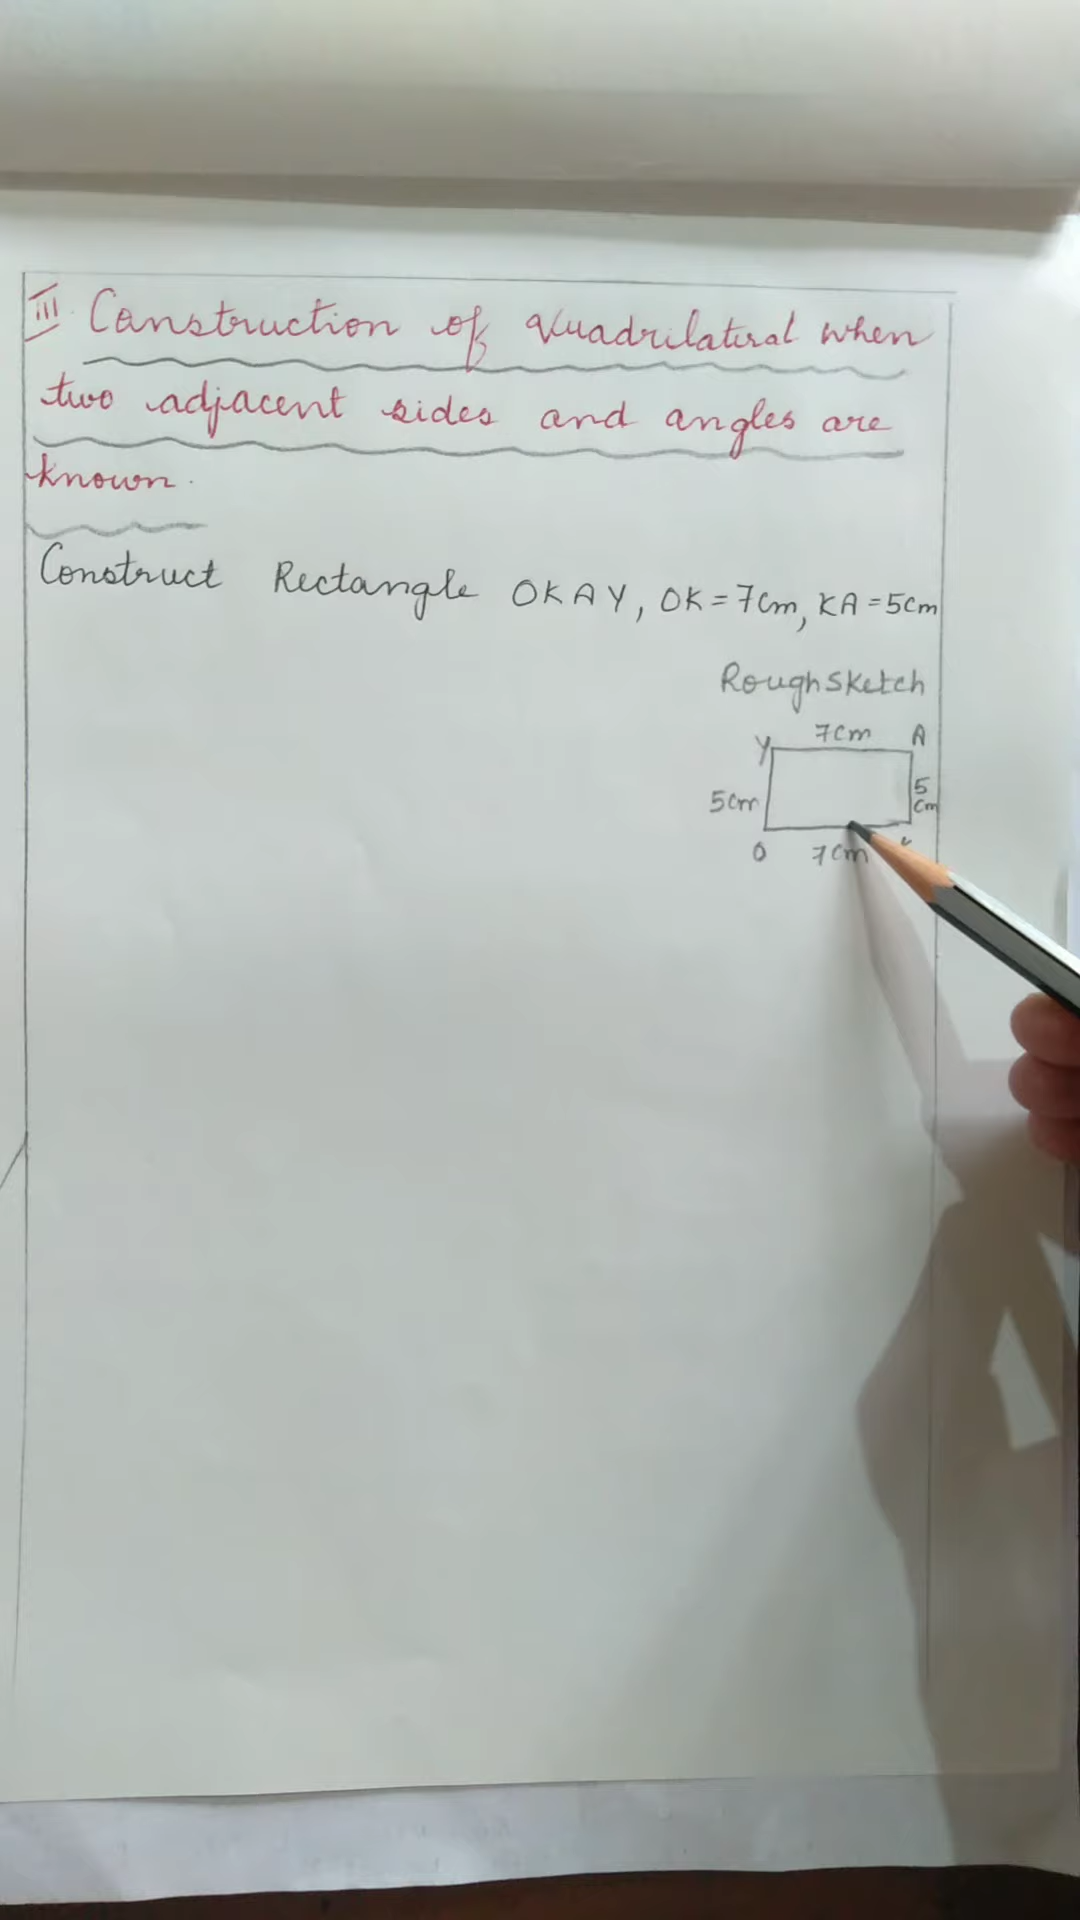 III. Construction of Quadrilateral when
two adjacent sides and angles are
known.
Construct Rectangle OKAY, OK=7cm, KA=5cm
Rough sketch
7cm
Y A
5cm
5
cm
O 7cm